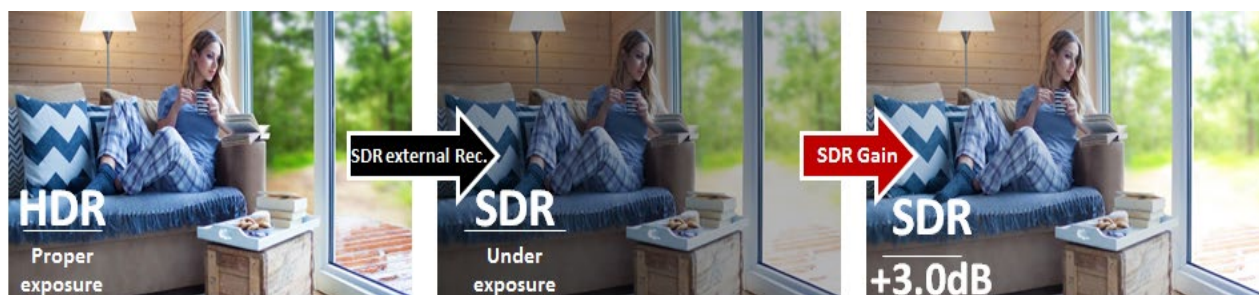 HDR
Proper
exposure
SDR external Rec.
SDR
Under
exposure
SDR Gain
SDR
+3.0dB